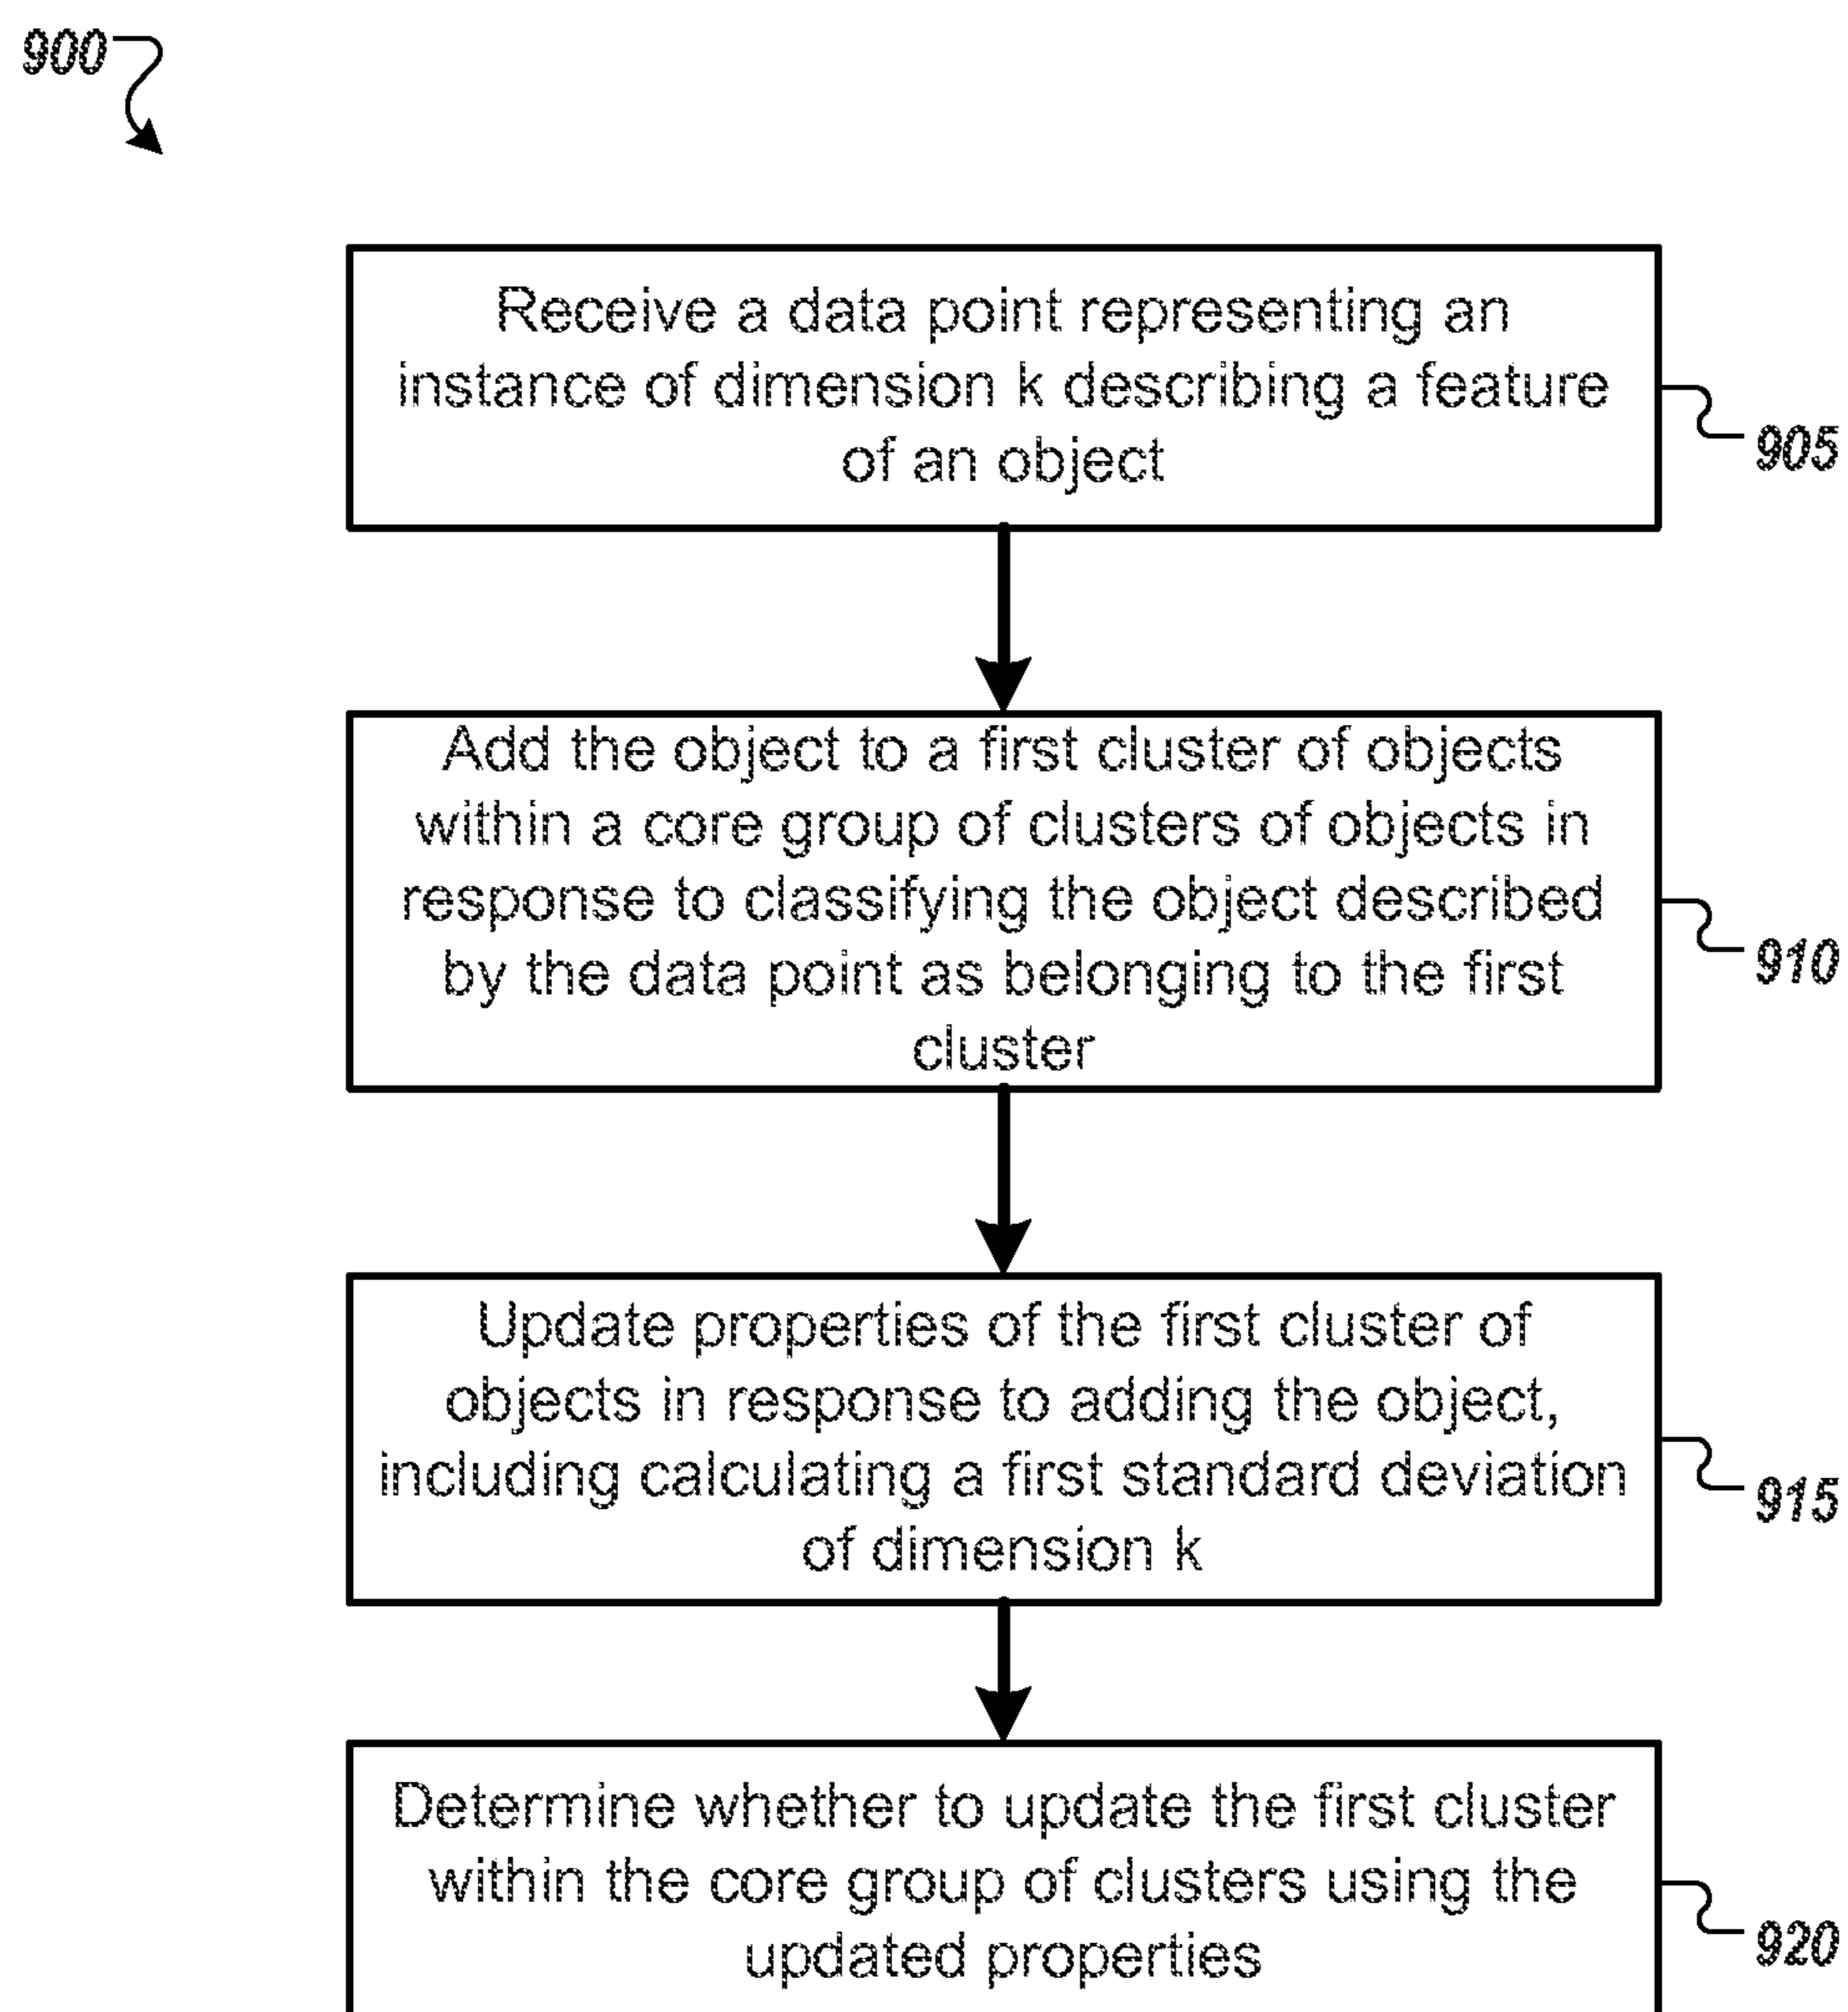 900
Receive a data point representing an
instance of dimension k describing a feature
of an object
905
Add the object to a first cluster of objects
within a core group of clusters of objects in
response to classifying the object described
by the data point as belonging to the first
cluster
910
Update properties of the first cluster of
objects in response to adding the object,
including calculating a first standard deviation
of dimension k
915
Determine whether to update the first cluster
within the core group of clusters using the
updated properties
920